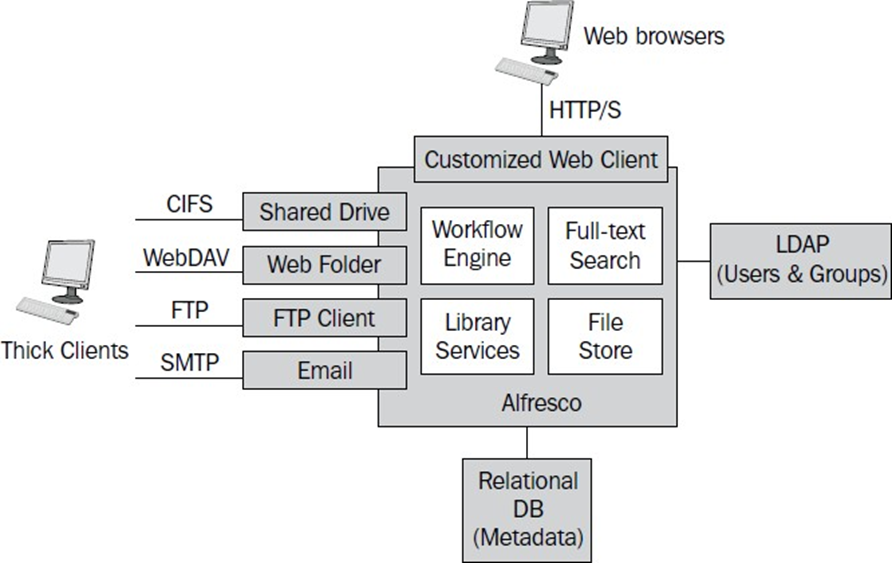 Web browsers
HTTP/S
Customized Web Client
CIFS
Shared Drive
WebDAV
Web Folder
FTP
FTP Client
SMTP
Email
Thick Clients
Workflow
Engine
Full-text
Search
Library
Services
File
Store
Alfresco
LDAP
(Users & Groups)
Relational
DB
(Metadata)